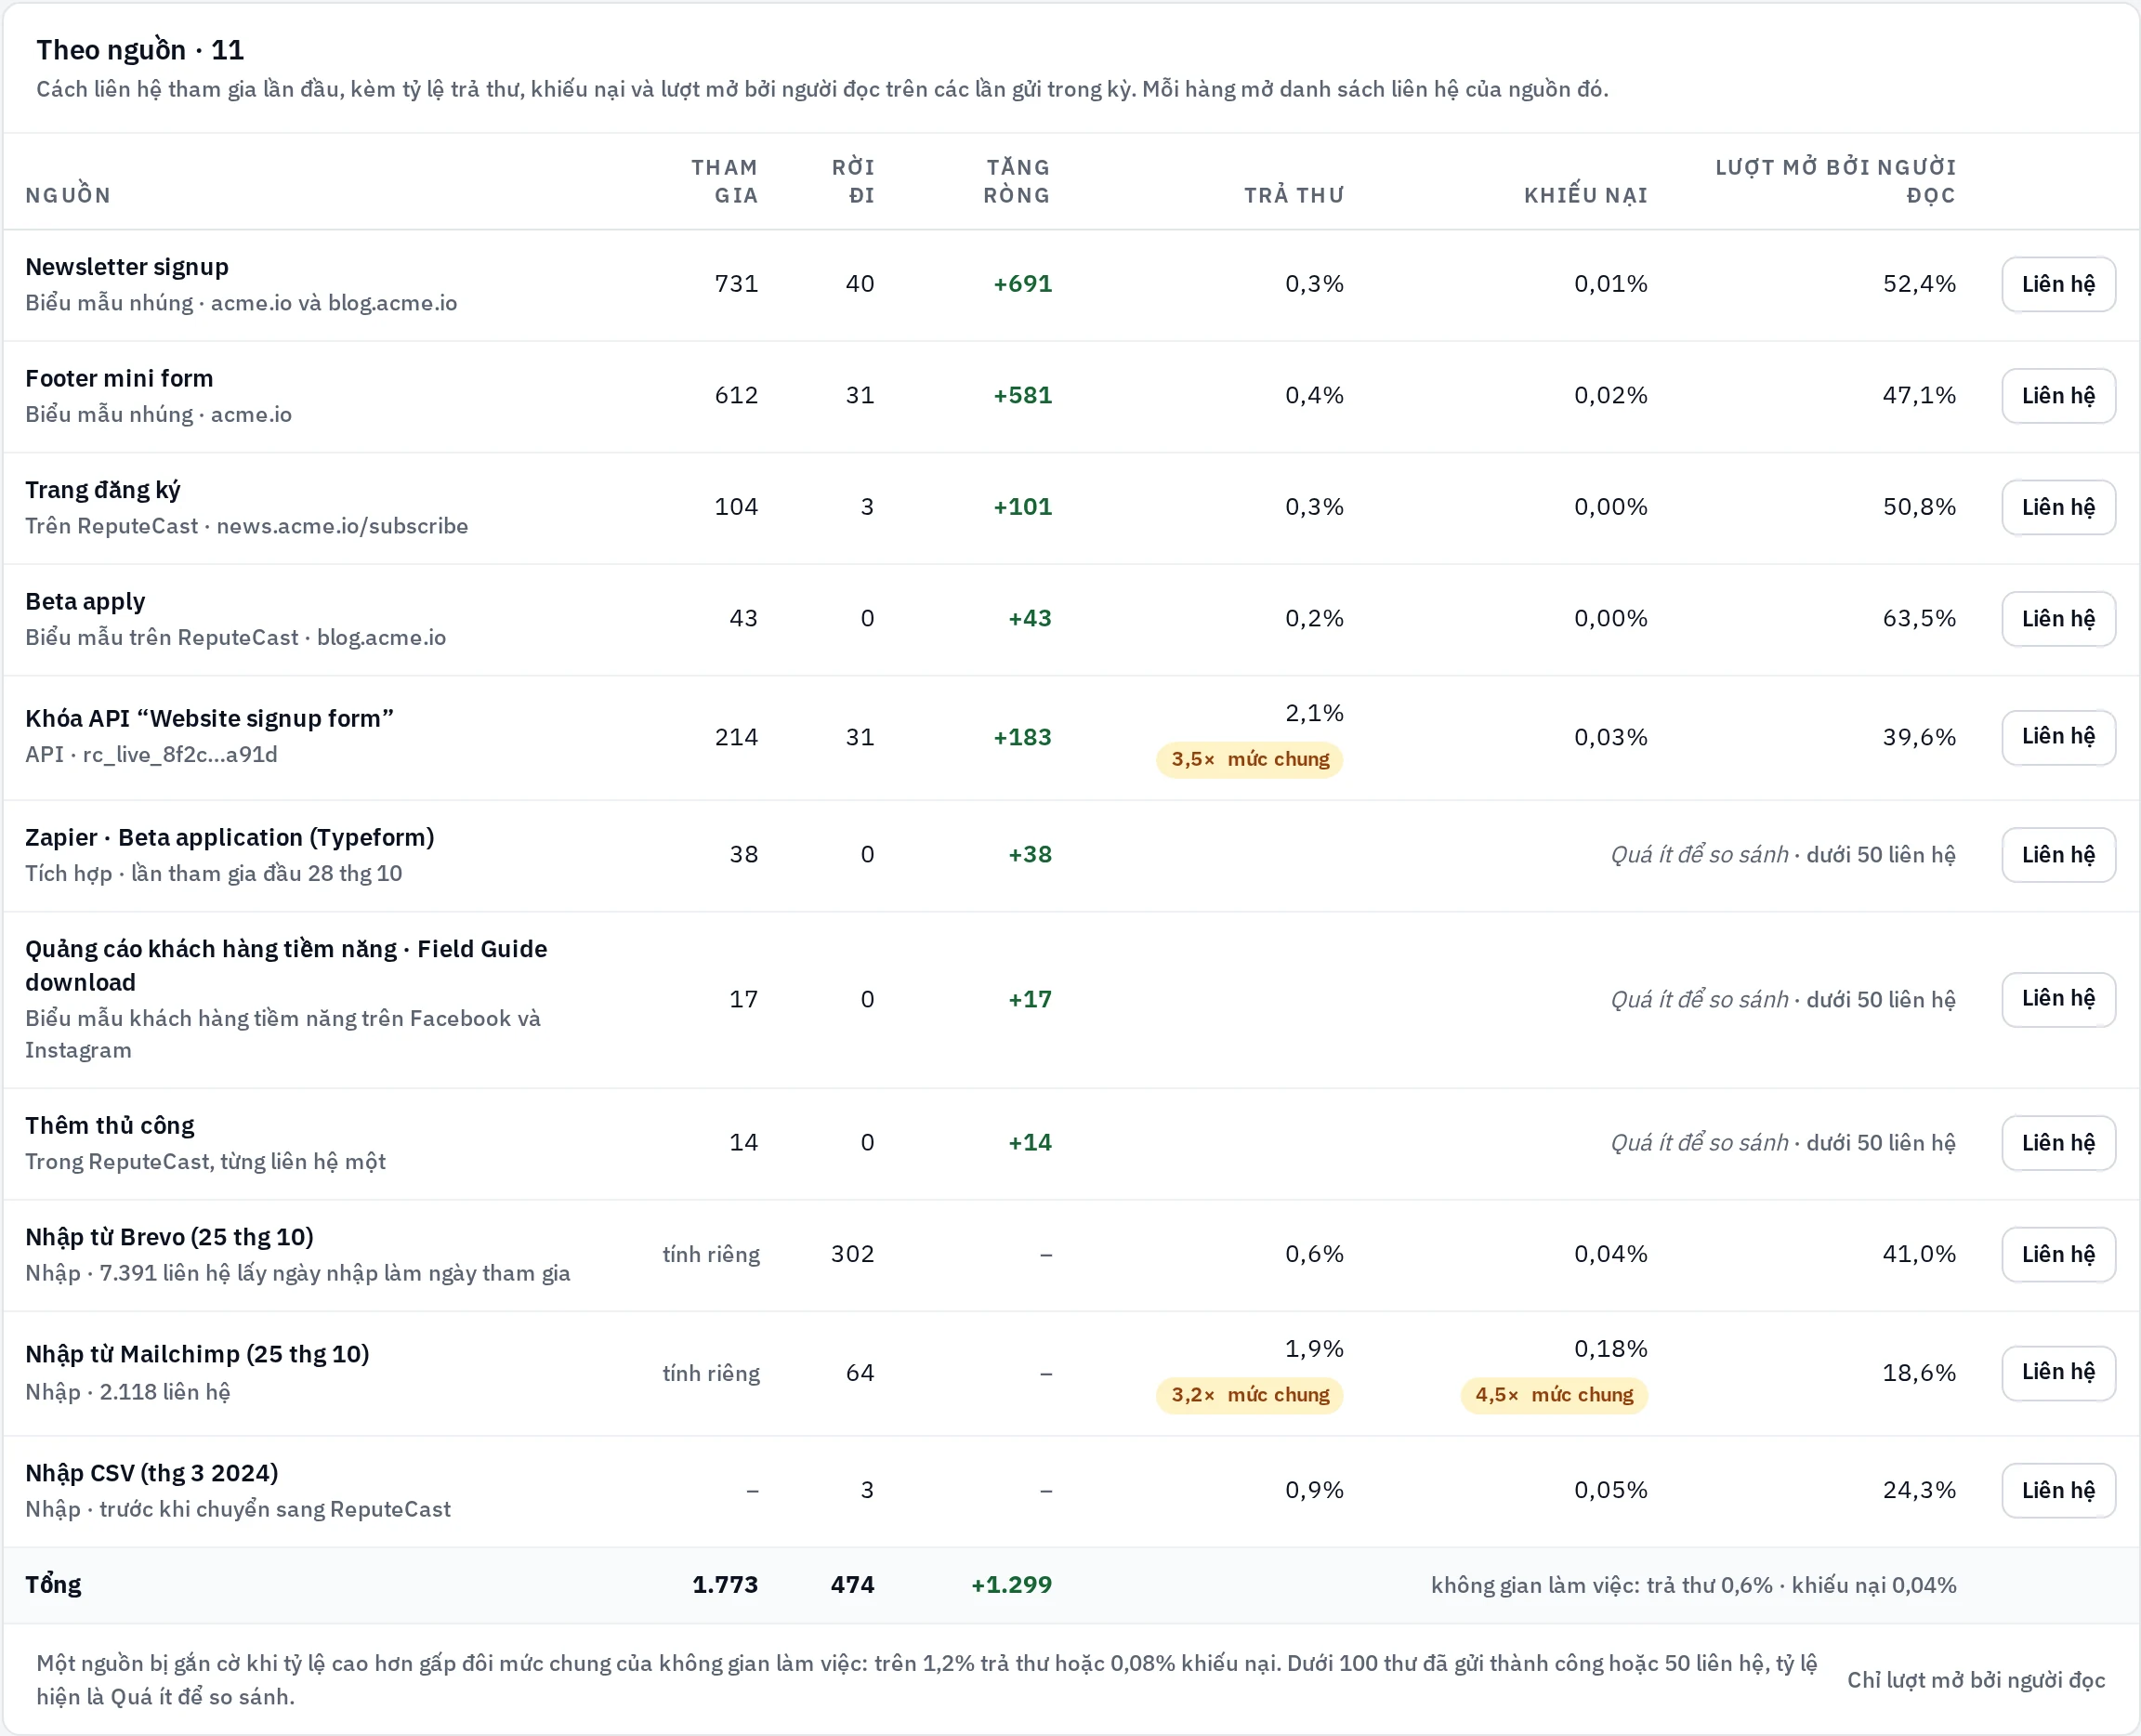 Theo nguồn · 11
Cách liên hệ tham gia lần đầu, kèm tỷ lệ trả thư, khiếu nại và lượt mở bởi người đọc trên các lần gửi trong kỳ. Mỗi hàng mở danh sách liên hệ của nguồn đó.
NGUỒN THAM GIA RỜI ĐI TĂNG RÒNG TRẢ THƯ KHIẾU NẠI LƯỢT MỞ BỞI NGƯỜI ĐỌC
Newsletter signup
Biểu mẫu nhúng · acme.io và blog.acme.io
731 40 +691 0,3% 0,01% 52,4% Liên hệ
Footer mini form
Biểu mẫu nhúng · acme.io
612 31 +581 0,4% 0,02% 47,1% Liên hệ
Trang đăng ký
Trên ReputeCast · news.acme.io/subscribe
104 3 +101 0,3% 0,00% 50,8% Liên hệ
Beta apply
Biểu mẫu trên ReputeCast · blog.acme.io
43 0 +43 0,2% 0,00% 63,5% Liên hệ
Khóa API “Website signup form”
API · rc_live_8f2c…a91d
214 31 +183 2,1% 3,5× mức chung 0,03% 39,6% Liên hệ
Zapier · Beta application (Typeform)
Tích hợp · lần tham gia đầu 28 thg 10
38 0 +38 Quá ít để so sánh · dưới 50 liên hệ Liên hệ
Quảng cáo khách hàng tiềm năng · Field Guide
download
Biểu mẫu khách hàng tiềm năng trên Facebook và
Instagram
17 0 +17 Quá ít để so sánh · dưới 50 liên hệ Liên hệ
Thêm thủ công
Trong ReputeCast, từng liên hệ một
14 0 +14 Quá ít để so sánh · dưới 50 liên hệ Liên hệ
Nhập từ Brevo (25 thg 10)
Nhập · 7.391 liên hệ lấy ngày nhập làm ngày tham gia
tính riêng 302 – 0,6% 0,04% 41,0% Liên hệ
Nhập từ Mailchimp (25 thg 10)
Nhập · 2.118 liên hệ
tính riêng 64 – 1,9% 3,2× mức chung 0,18% 4,5× mức chung 18,6% Liên hệ
Nhập CSV (thg 3 2024)
Nhập · trước khi chuyển sang ReputeCast
– 3 – 0,9% 0,05% 24,3% Liên hệ
Tổng 1.773 474 +1.299 không gian làm việc: trả thư 0,6% · khiếu nại 0,04%
Một nguồn bị gắn cờ khi tỷ lệ cao hơn gấp đôi mức chung của không gian làm việc: trên 1,2% trả thư hoặc 0,08% khiếu nại. Dưới 100 thư đã gửi thành công hoặc 50 liên hệ, tỷ lệ
hiện là Quá ít để so sánh.
Chỉ lượt mở bởi người đọc